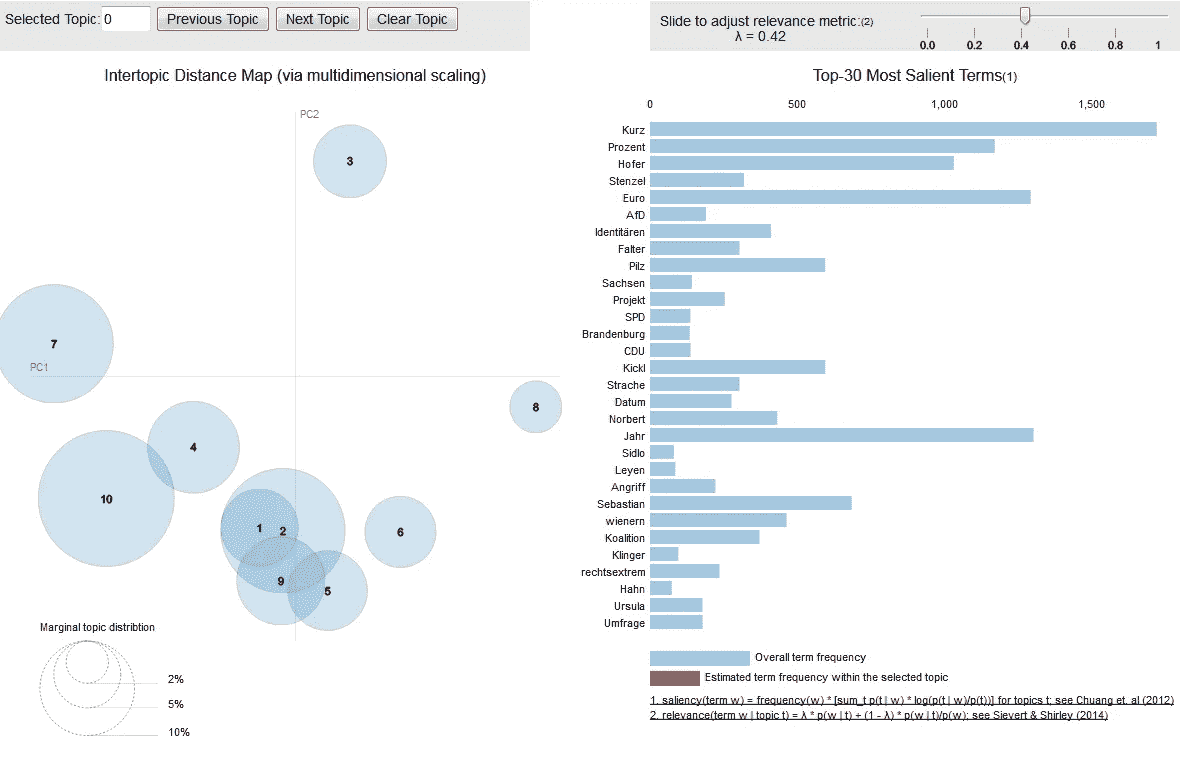 Selected Topic: 0 Previous Topic Next Topic Clear Topic
Slide to adjust relevance metric:(2)
λ = 0.42
0.0 0.2 0.4 0.6 0.8 1
Intertopic Distance Map (via multidimensional scaling)
PC2
PC1
3
7
8
4
10
1
2
6
9
5
Marginal topic distribtion
2%
5%
10%
Top-30 Most Salient Terms(1)
0 500 1,000 1,500
Kurz
Prozent
Hofer
Stenzel
Euro
AfD
Identitären
Falter
Pilz
Sachsen
Projekt
SPD
Brandenburg
CDU
Kickl
Strache
Datum
Norbert
Jahr
Sidlo
Leyen
Angriff
Sebastian
wienern
Koalition
Klinger
rechtsextrem
Hahn
Ursula
Umfrage
Overall term frequency
Estimated term frequency within the selected topic
1. saliency(term w) = frequency(w) * [sum_t p(t | w) * log(p(t | w)/p(t))] for topics t; see Chuang et. al (2012)
2. relevance(term w | topic t) = λ * p(w | t) + (1 - λ) * p(w | t)/p(w); see Sievert & Shirley (2014)